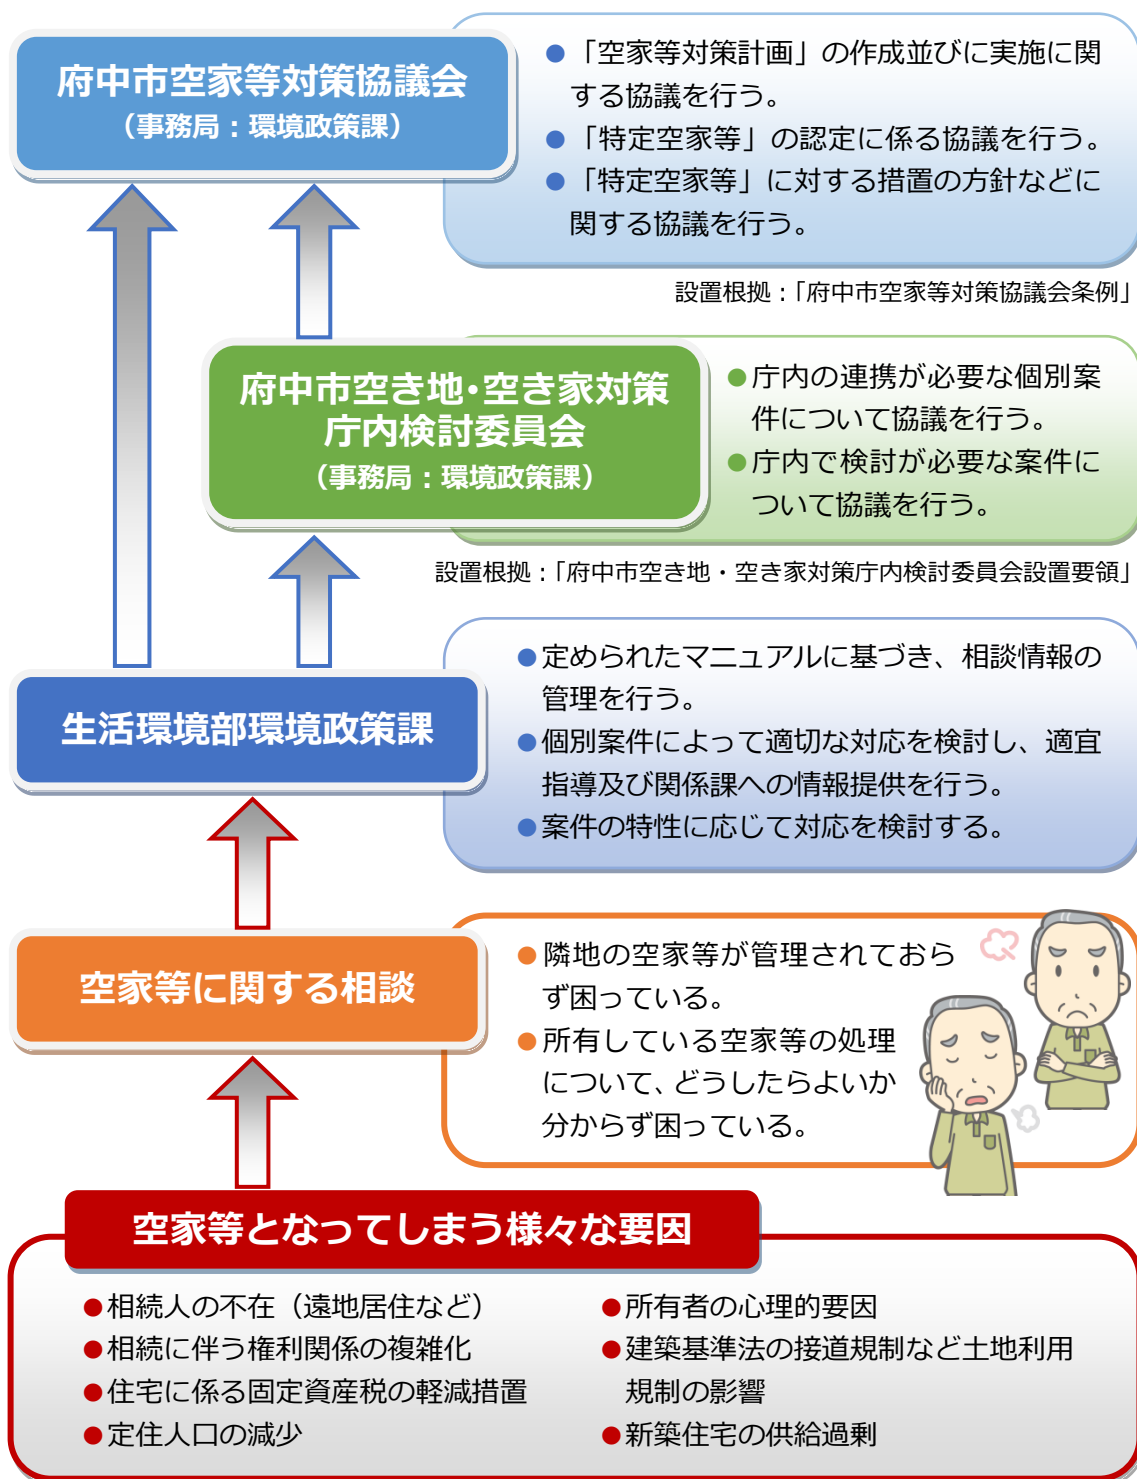 府中市空家等対策協議会
（事務局：環境政策課）
●「空家等対策計画」の作成並びに実施に関
する協議を行う。
●「特定空家等」の認定に係る協議を行う。
●「特定空家等」に対する措置の方針などに
関する協議を行う。
設置根拠：「府中市空家等対策協議会条例」
府中市空き地・空き家対策
庁内検討委員会
（事務局：環境政策課）
●庁内の連携が必要な個別案
件について協議を行う。
●庁内で検討が必要な案件に
ついて協議を行う。
設置根拠：「府中市空き地・空き家対策庁内検討委員会設置要領」
生活環境部環境政策課
●定められたマニュアルに基づき、相談情報の
管理を行う。
●個別案件によって適切な対応を検討し、適宜
指導及び関係課への情報提供を行う。
●案件の特性に応じて対応を検討する。
空家等に関する相談
●隣地の空家等が管理されておら
ず困っている。
●所有している空家等の処理
について、どうしたらよいか
分からず困っている。
空家等となってしまう様々な要因
●相続人の不在（遠地居住など）
●相続に伴う権利関係の複雑化
●住宅に係る固定資産税の軽減措置
●定住人口の減少
●所有者の心理的要因
●建築基準法の接道規制など土地利用
規制の影響
●新築住宅の供給過剰